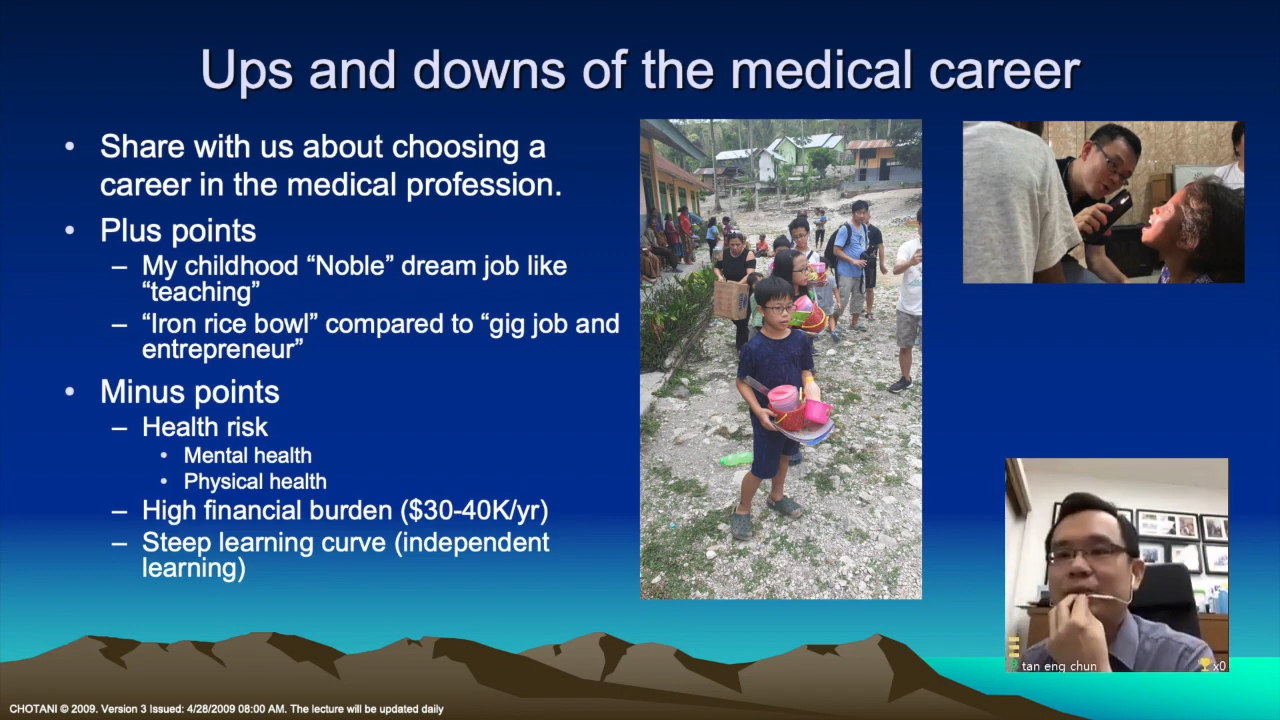 Ups and downs of the medical career
• Share with us about choosing a
career in the medical profession.
• Plus points
– My childhood “Noble” dream job like
“teaching”
– “Iron rice bowl” compared to “gig job and
entrepreneur”
• Minus points
– Health risk
• Mental health
• Physical health
– High financial burden ($30-40K/yr)
– Steep learning curve (independent
learning)
tan eng chun
x0
CHOTANI © 2009. Version 3 Issued: 4/28/2009 08:00 AM. The lecture will be updated daily